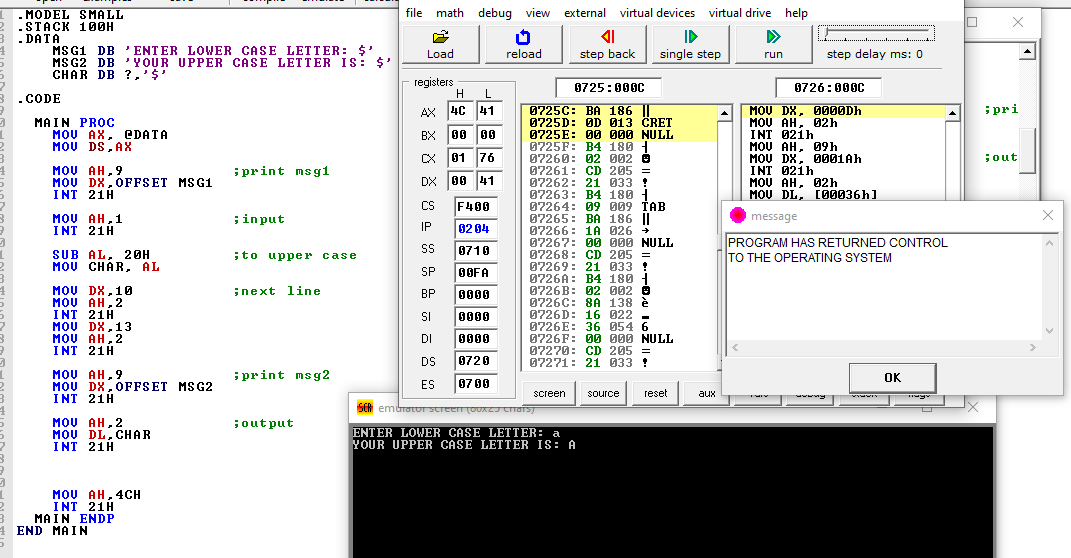 .MODEL SMALL
.STACK 100H
.DATA
MSG1 DB 'ENTER LOWER CASE LETTER: $'
MSG2 DB 'YOUR UPPER CASE LETTER IS: $'
CHAR DB ?,'$'
.CODE
MAIN PROC
MOV AX, @DATA
MOV DS,AX
MOV AH,9 ;print msg1
MOV DX,OFFSET MSG1
INT 21H
MOV AH,1 ;input
INT 21H
SUB AL, 20H ;to upper case
MOV CHAR, AL
MOV DX,10 ;next line
MOV AH,2
INT 21H
MOV DX,13
MOV AH,2
INT 21H
MOV AH,9 ;print msg2
MOV DX,OFFSET MSG2
INT 21H
MOV AH,2 ;output
MOV DL,CHAR
INT 21H
MOV AH,4CH
INT 21H
MAIN ENDP
END MAIN
file math debug view external virtual devices virtual drive help
Load reload step back single step run step delay ms: 0
registers
H L
AX 4C 41
BX 00 00
CX 01 76
DX 00 41
CS F400
IP 0204
SS 0710
SP 00FA
BP 0000
SI 0000
DI 0000
DS 0720
ES 0700
0725:000C
0725C: BA 186 ║
0725D: 0D 013 CRET
0725E: 00 000 NULL
0725F: B4 180 ┤
07260: 02 002 ☻
07261: CD 205 =
07262: 21 033 !
07263: B4 180 ┤
07264: 09 009 TAB
07265: BA 186 ║
07266: 1A 026 →
07267: 00 000 NULL
07268: CD 205 =
07269: 21 033 !
0726A: B4 180 ┤
0726B: 02 002 ☻
0726C: 8A 138 è
0726D: 16 022 ▬
0726E: 36 054 6
0726F: 00 000 NULL
07270: CD 205 =
07271: 21 033 !
0726:000C
MOV DX, 0000Dh
MOV AH, 02h
INT 021h
MOV AH, 09h
MOV DX, 0001Ah
INT 021h
MOV AH, 02h
MOV DL, [00036h]
;pri
;out
message
PROGRAM HAS RETURNED CONTROL
TO THE OPERATING SYSTEM
OK
screen source reset aux
emulator screen (80x25 chars)
ENTER LOWER CASE LETTER: a
YOUR UPPER CASE LETTER IS: A